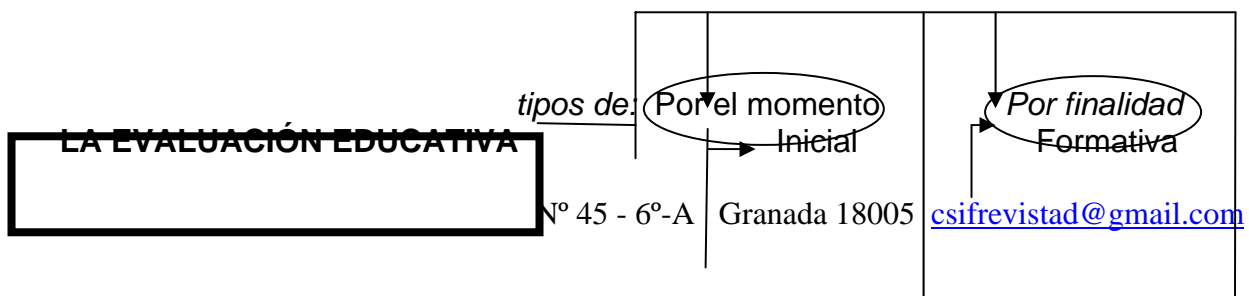 tipos de: Por el momento Por finalidad
LA EVALUACIÓN EDUCATIVA Inicial Formativa
Nº 45 - 6º-A Granada 18005 csifrevistad@gmail.com